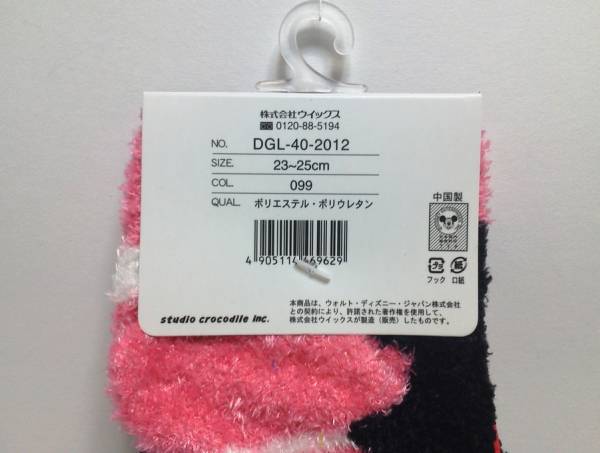 株式会社ウイックス
0120-88-5194
NO. DGL-40-2012
SIZE. 23~25cm
COL. 099
QUAL. ポリエステル・ポリウレタン
中国製
4 905114 469629
プラ
フック 口紙
本商品は、ウォルト・ディズニー・ジャパン株式会社
との契約により、許諾された著作権を使用して、
株式会社ウイックスが製造（販売）したものです。
studio crocodile inc.